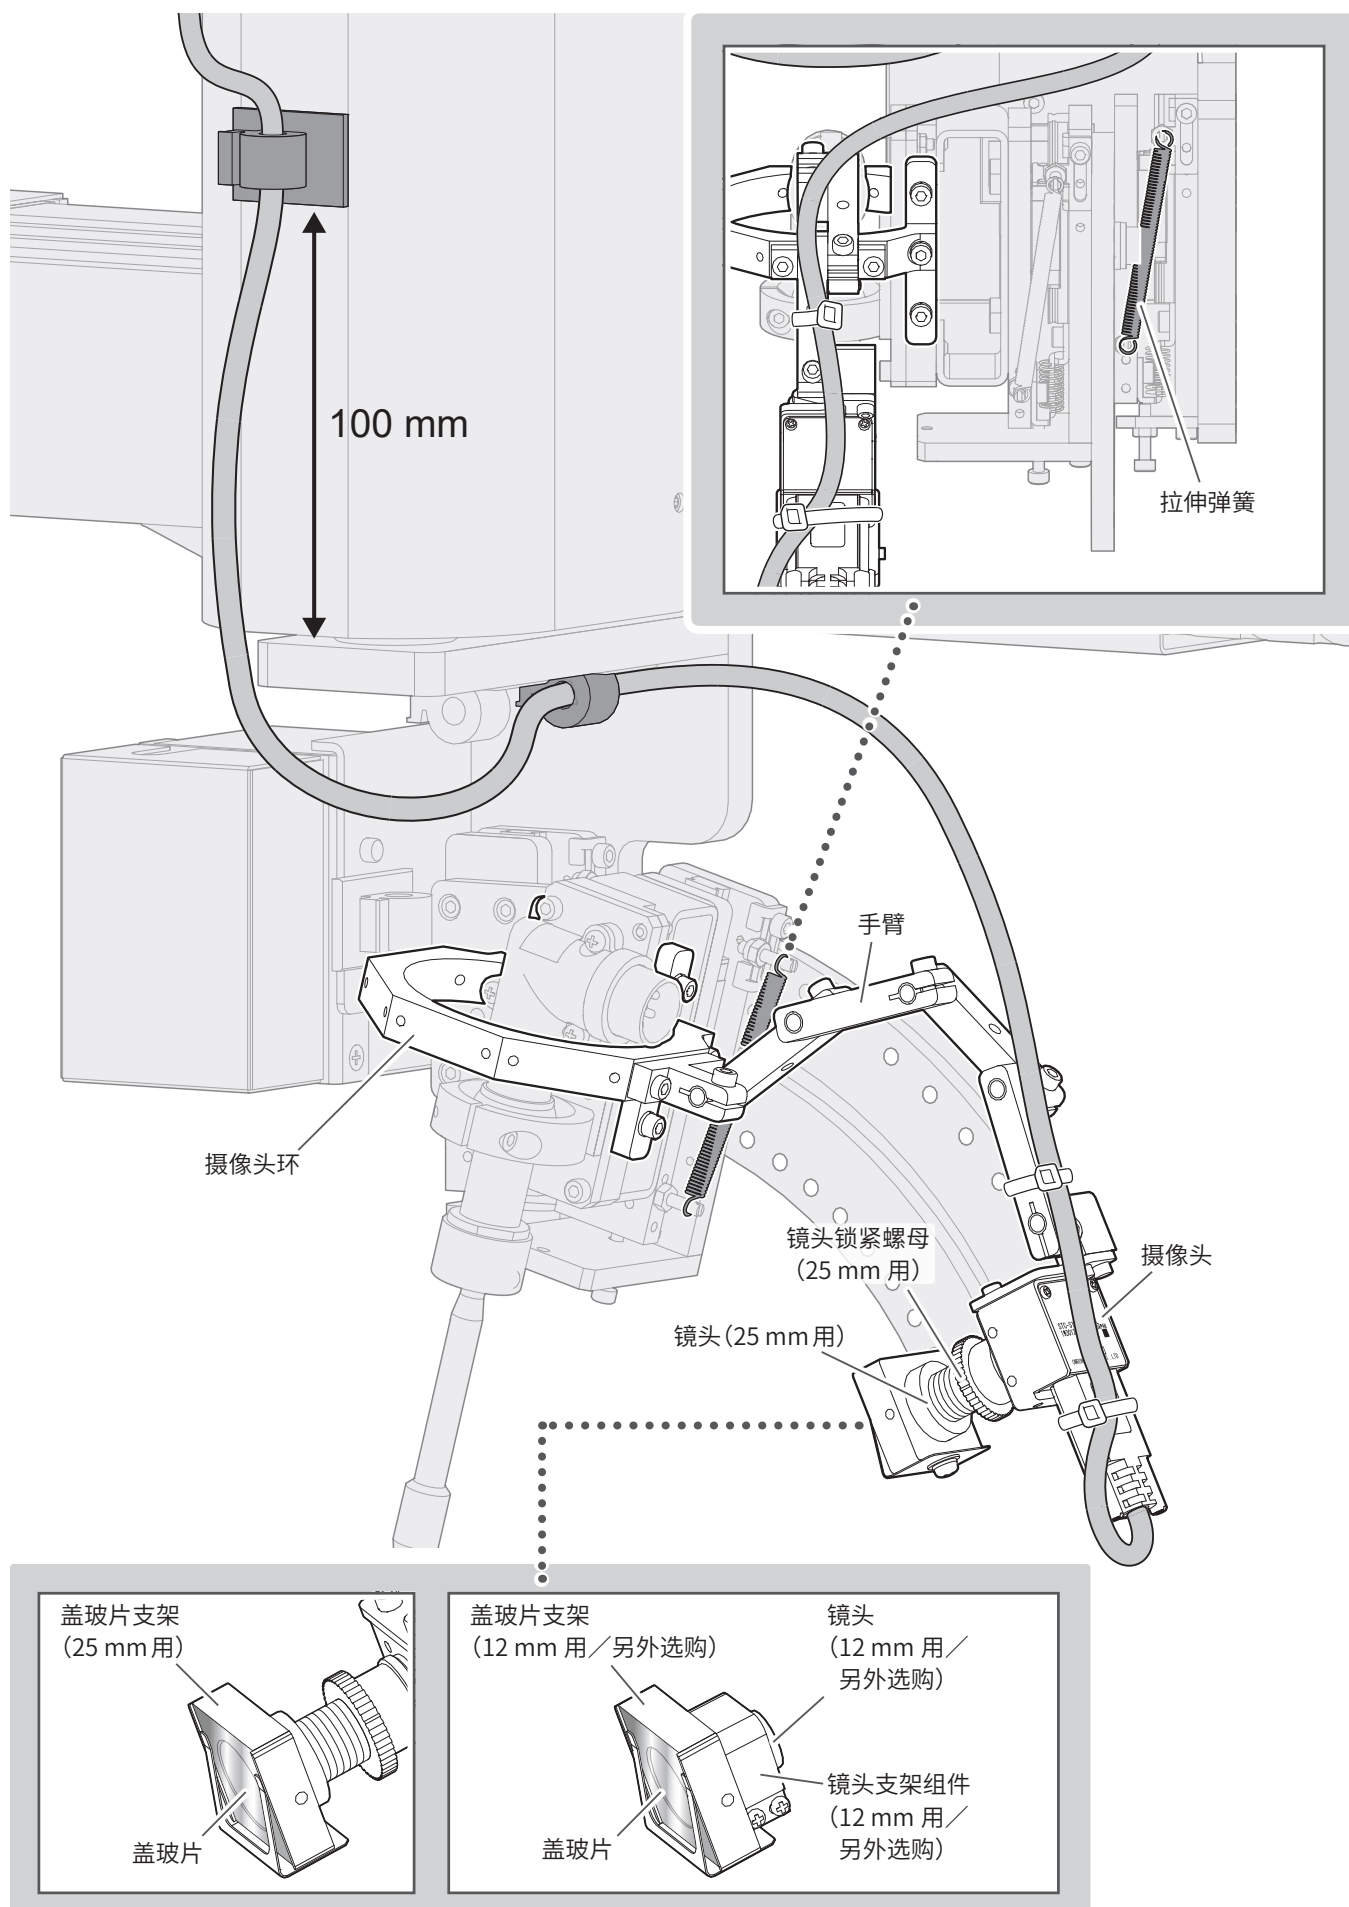 100 mm
拉伸弹簧
手臂
摄像头环
镜头锁紧螺母
（25 mm 用）
摄像头
镜头（25 mm 用）
盖玻片支架
（25 mm 用）
盖玻片
盖玻片支架
（12 mm 用／另外选购）
镜头
（12 mm 用／
另外选购）
镜头支架组件
（12 mm 用／
另外选购）
盖玻片